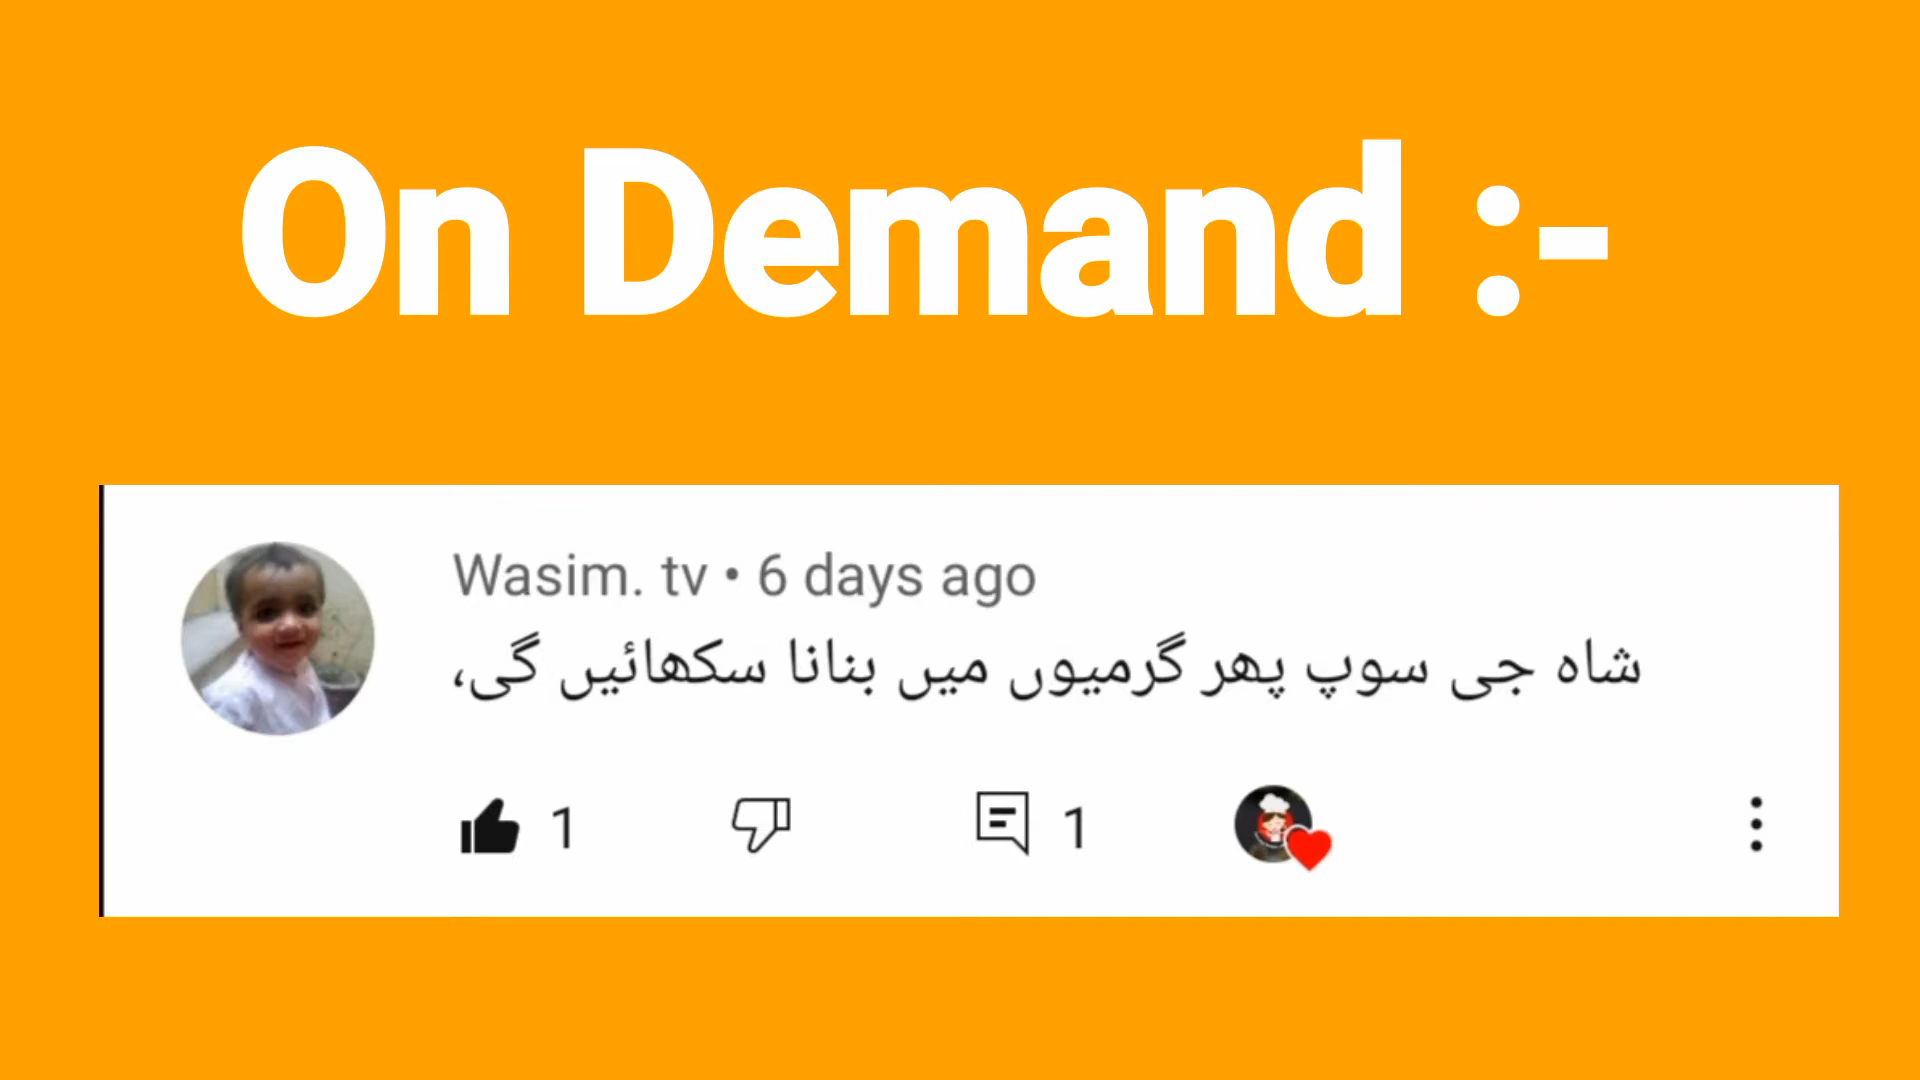 On Demand :-
Wasim. tv • 6 days ago
شاہ جی سوپ پھر گرمیوں میں بنانا سکھائیں گی،
1
1